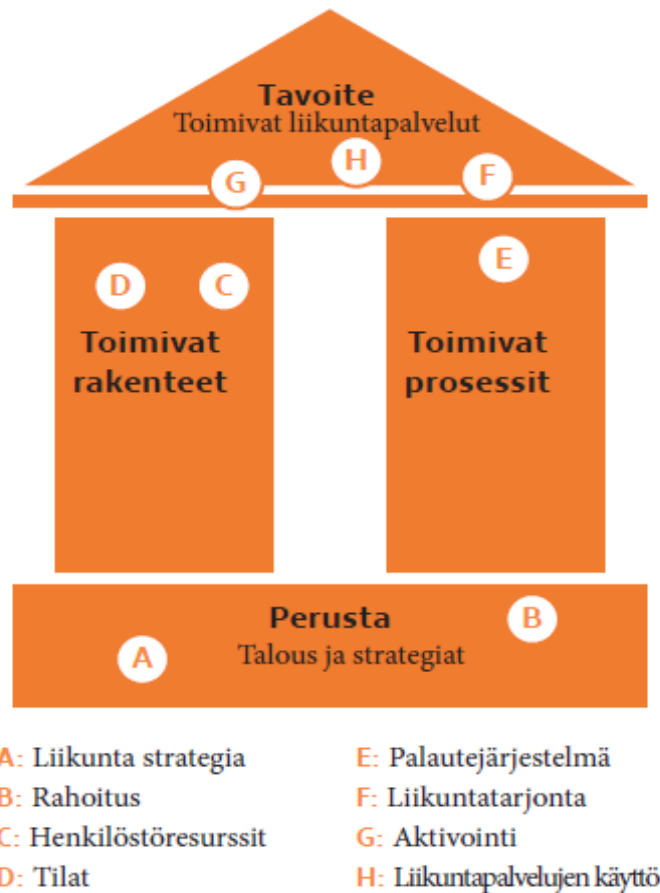 Tavoite
Toimivat liikuntapalvelut
H
G
F
E
D
C
Toimivat
rakenteet
Toimivat
prosessit
Perusta
B
Talous ja strategiat
A
A: Liikunta strategia
B: Rahoitus
C: Henkilöstöresurssit
D: Tilat
E: Palautejärjestelmä
F: Liikuntatarjonta
G: Aktivointi
H: Liikuntapalvelujen käyttö